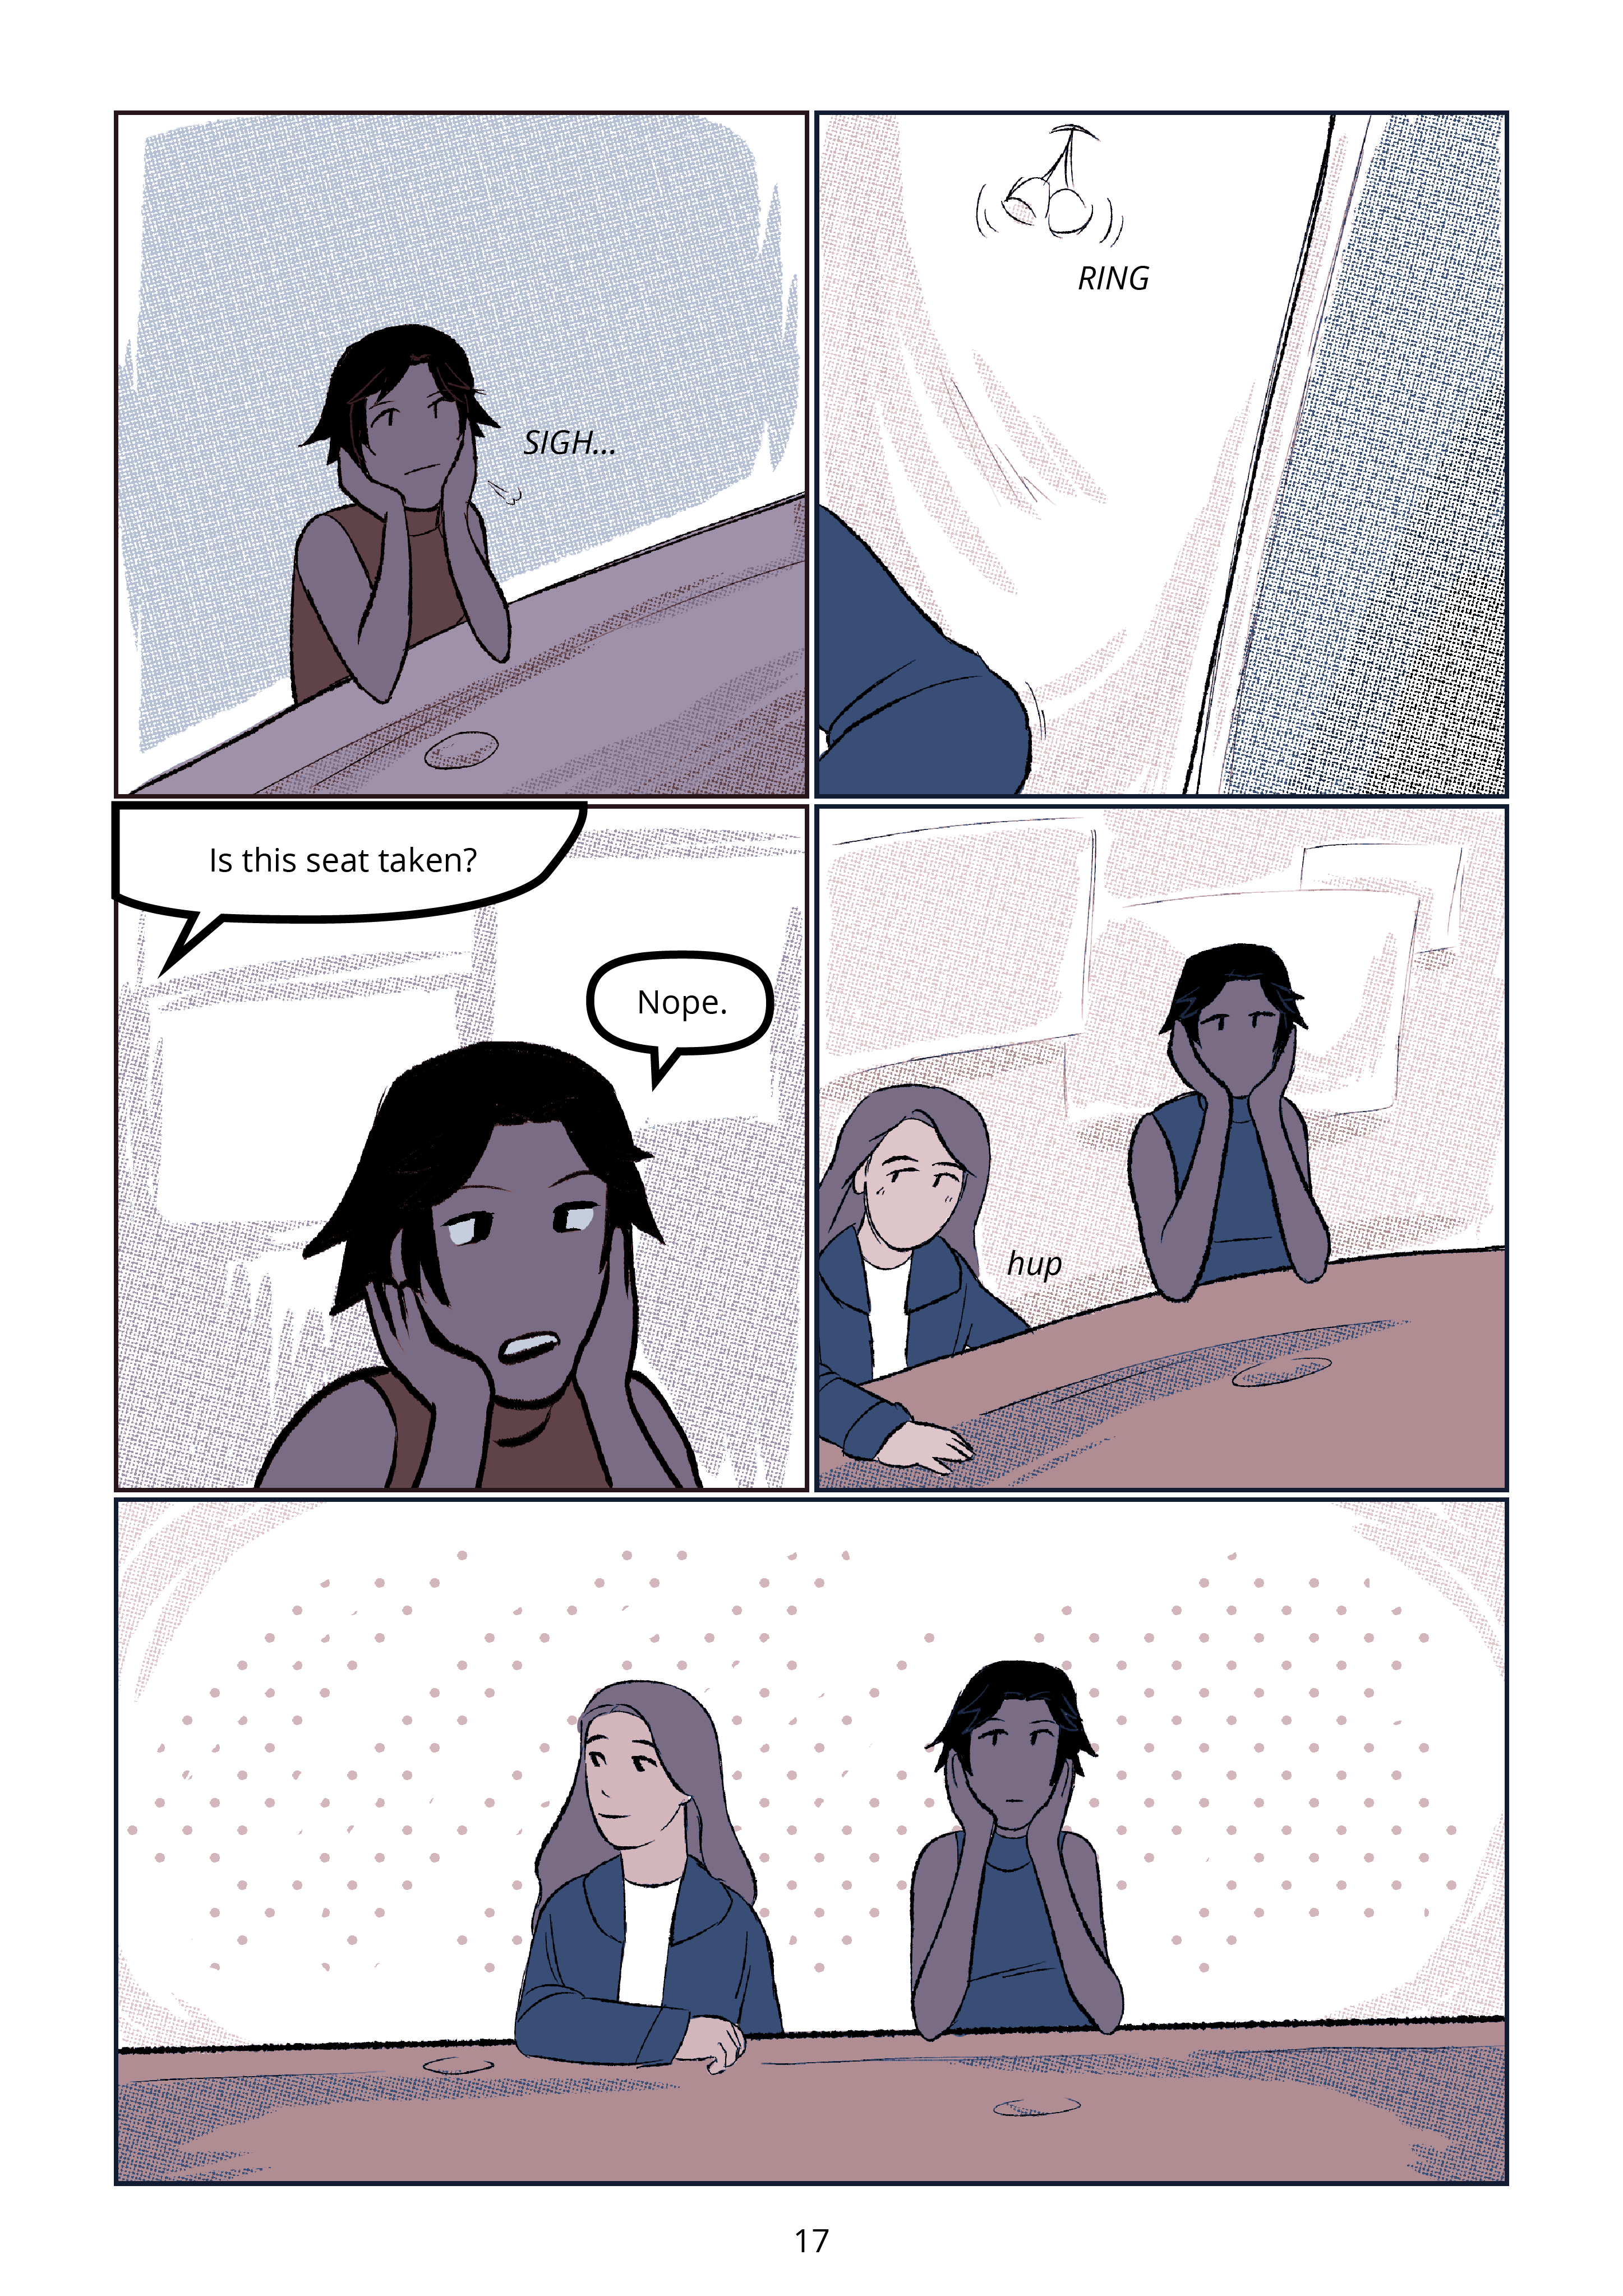 SIGH...
RING
Is this seat taken?
Nope.
hup
17